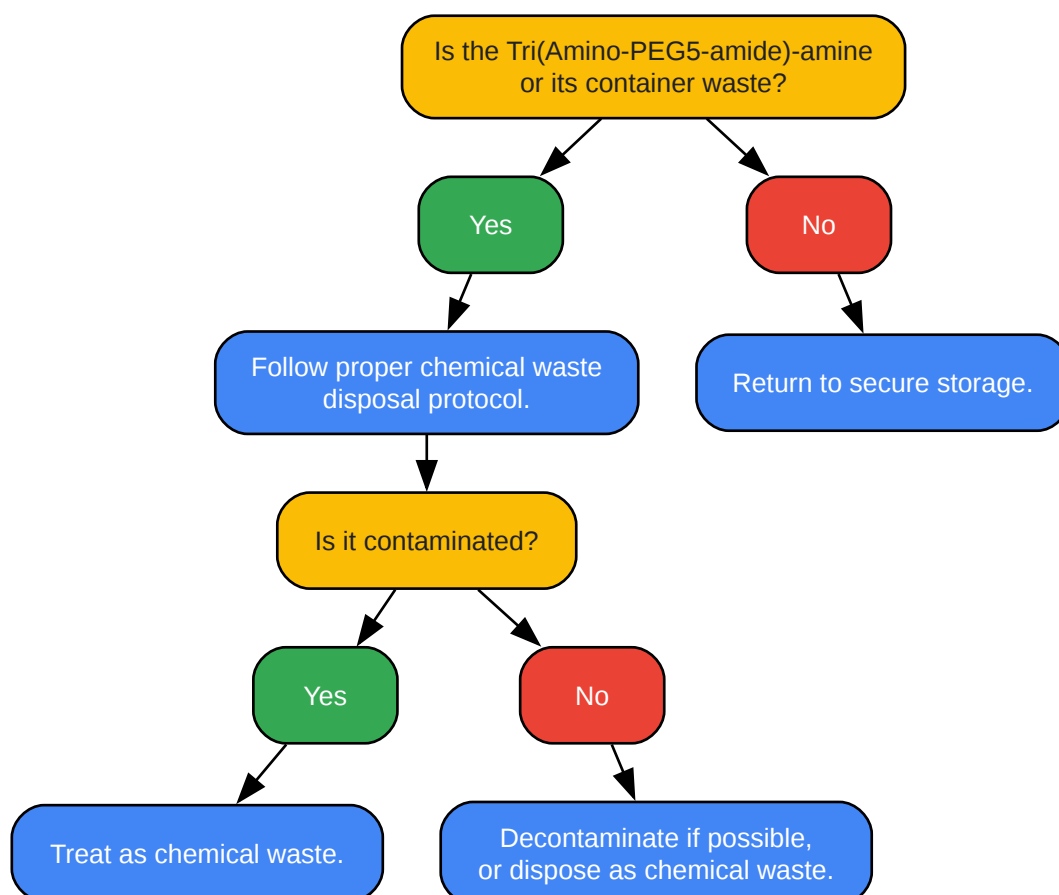 Is the Tri(Amino-PEG5-amide)-amine
or its container waste?
Yes
No
Follow proper chemical waste
disposal protocol.
Return to secure storage.
Is it contaminated?
Yes
No
Treat as chemical waste.
Decontaminate if possible,
or dispose as chemical waste.